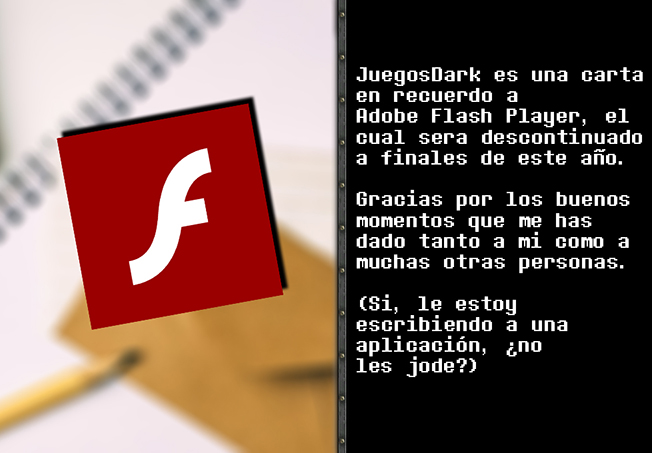 JuegosDark es una carta
en recuerdo a
Adobe Flash Player, el
cual sera descontinuado
a finales de este año.
Gracias por los buenos
momentos que me has
dado tanto a mi como a
muchas otras personas.
(Si, le estoy
escribiendo a una
aplicación, ¿no
les jode?)